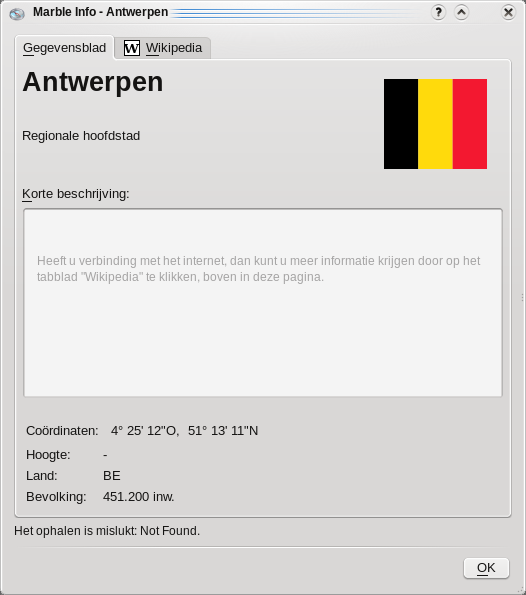 Marble Info - Antwerpen
Gegevensblad W Wikipedia
Antwerpen
Regionale hoofdstad
Korte beschrijving:
Heeft u verbinding met het internet, dan kunt u meer informatie krijgen door op het
tabblad "Wikipedia" te klikken, boven in deze pagina.
Coördinaten: 4° 25' 12"O, 51° 13' 11"N
Hoogte: -
Land: BE
Bevolking: 451.200 inw.
Het ophalen is mislukt: Not Found.
OK